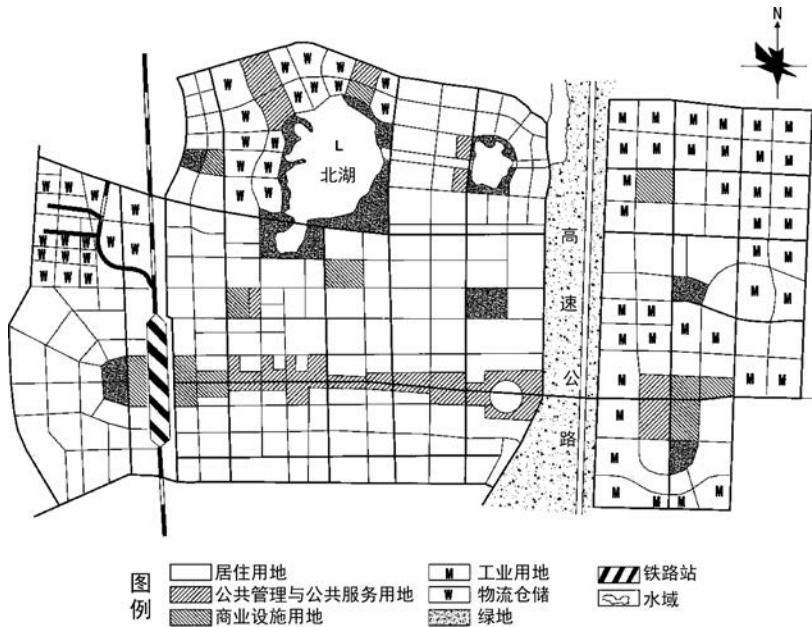 N
L
北湖
高
速
公
路
图
例
居住用地
公共管理与公共服务用地
商业设施用地
M 工业用地
W 物流仓储
绿地
铁路站
水域